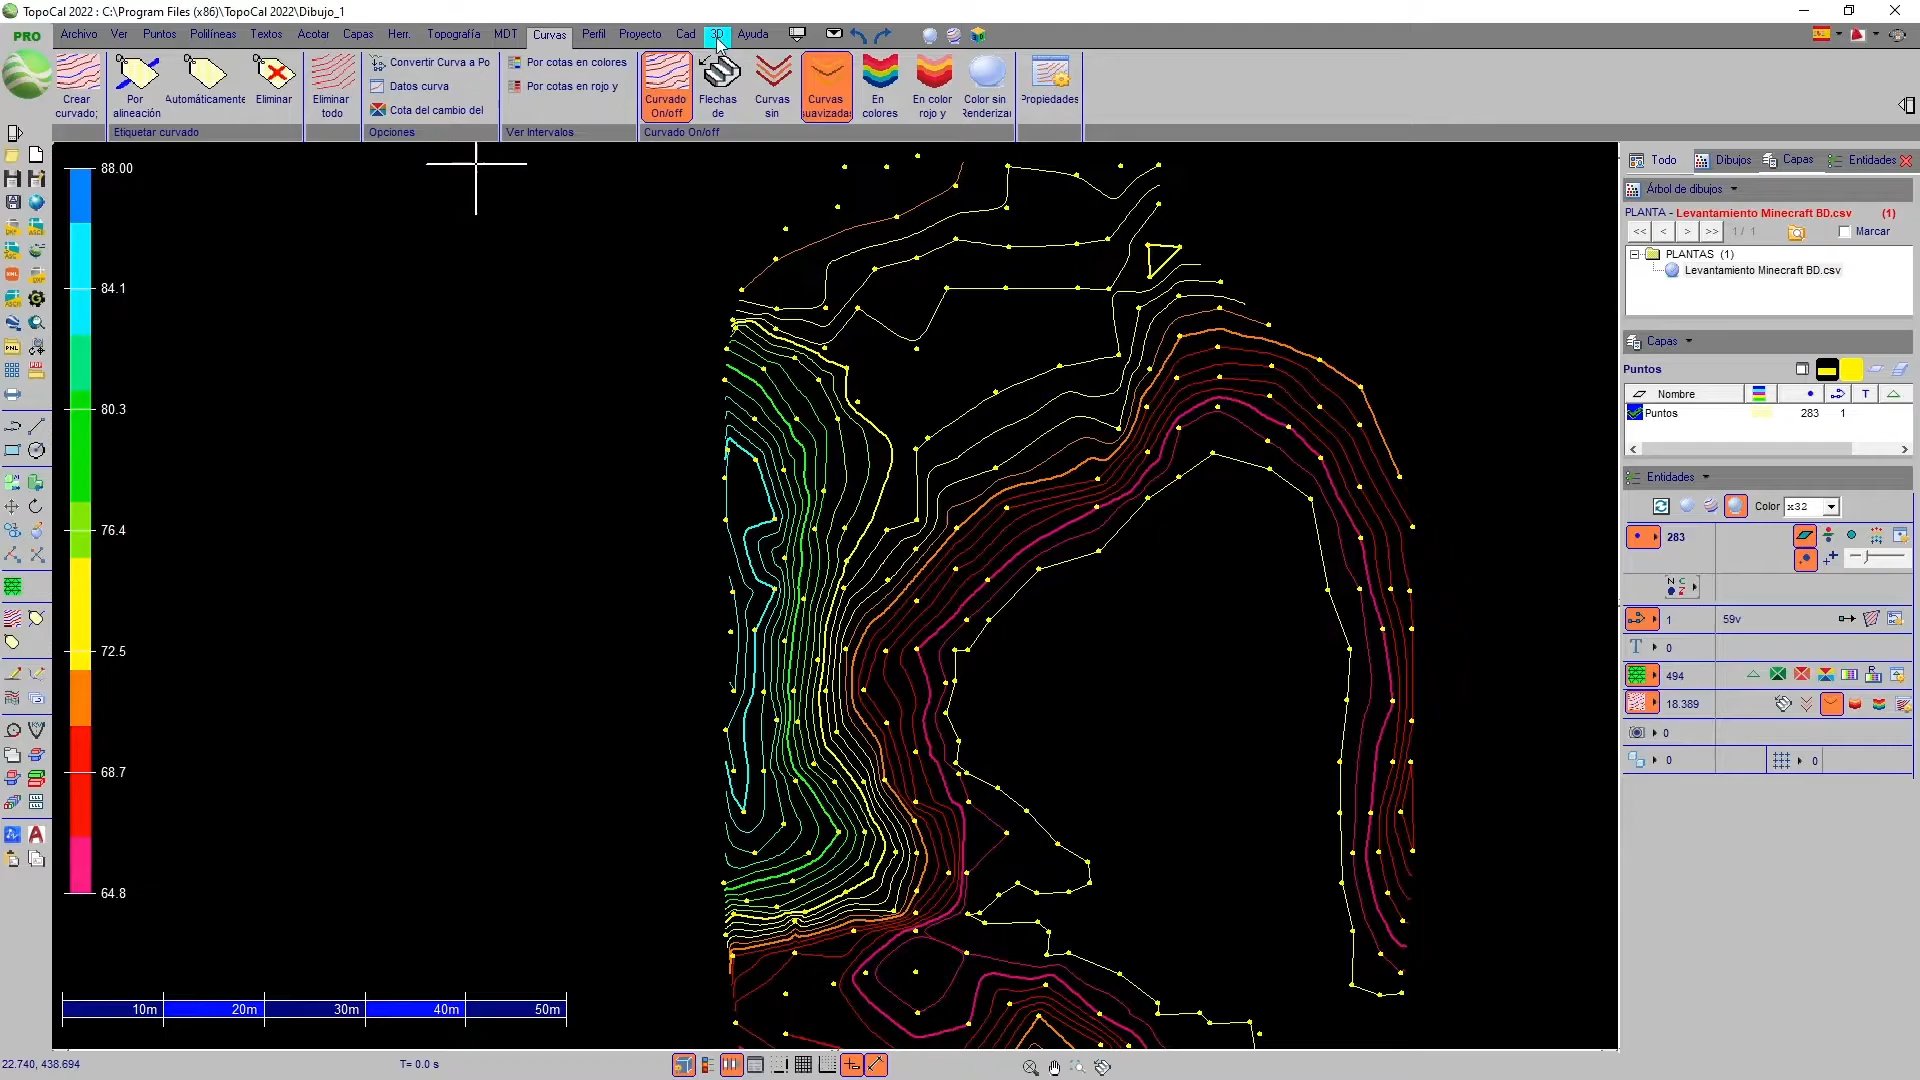 TopoCal 2022 : C:\Program Files (x86)\TopoCal 2022\Dibujo_1
PRO
Archivo Ver Puntos Polilíneas Textos Acotar Capas Herr. Topografía MDT Curvas Perfil Proyecto Cad 3D Ayuda
Crear curvado;
Por alineación
Automáticamente
Eliminar
Etiquetar curvado
Eliminar todo
Convertir Curva a Po
Datos curva
Cota del cambio del
Opciones
Por cotas en colores
Por cotas en rojo y
Ver Intervalos
Curvado On/off
Flechas de
Curvas sin
Curvas suavizadas
En colores
En color rojo y
Color sin Renderizar
Curvado On/off
Propiedades
88.00
84.1
80.3
76.4
72.5
68.7
64.8
10m 20m 30m 40m 50m
22.740, 438.694
T= 0.0 s
Todo Dibujos Capas Entidades
Árbol de dibujos
PLANTA - Levantamiento Minecraft BD.csv (1)
<< < > >> 1 / 1 Marcar
PLANTAS (1)
Levantamiento Minecraft BD.csv
Capas
Puntos
Nombre T
Puntos 283 1
Entidades
Color x32
283
N C
Z
1 59v
T 0
494
18.389
0
0 0